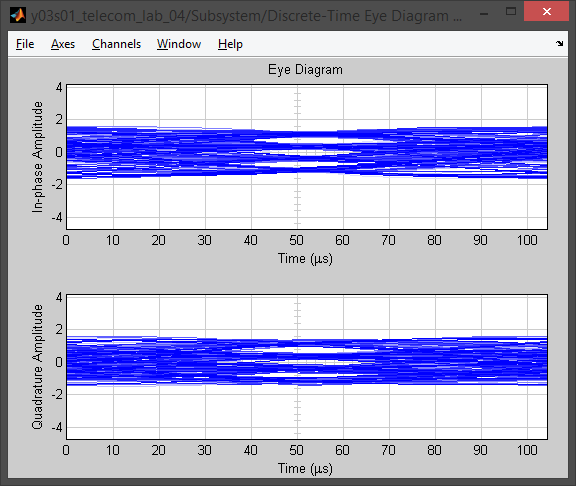 y03s01_telecom_lab_04/Subsystem/Discrete-Time Eye Diagram ...
File Axes Channels Window Help
Eye Diagram
In-phase Amplitude
4
2
0
-2
-4
0 10 20 30 40 50 60 70 80 90 100
Time (µs)
Quadrature Amplitude
4
2
0
-2
-4
0 10 20 30 40 50 60 70 80 90 100
Time (µs)